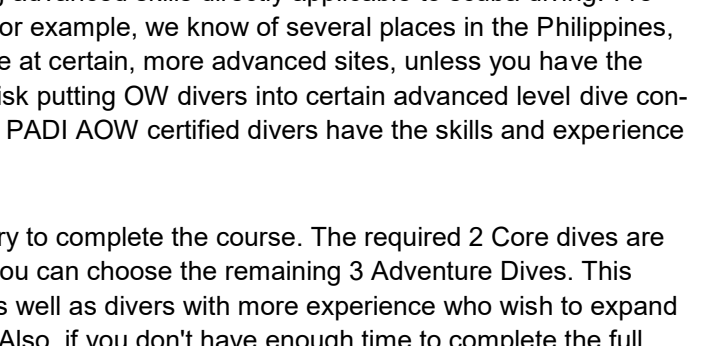 advanced skills directly applicable to scuba diving.
or example, we know of several places in the Philippines,
e at certain, more advanced sites, unless you have the
isk putting OW divers into certain advanced level dive con-
PADI AOW certified divers have the skills and experience
ry to complete the course. The required 2 Core dives are
ou can choose the remaining 3 Adventure Dives. This
s well as divers with more experience who wish to expand
Also, if you don't have enough time to complete the full